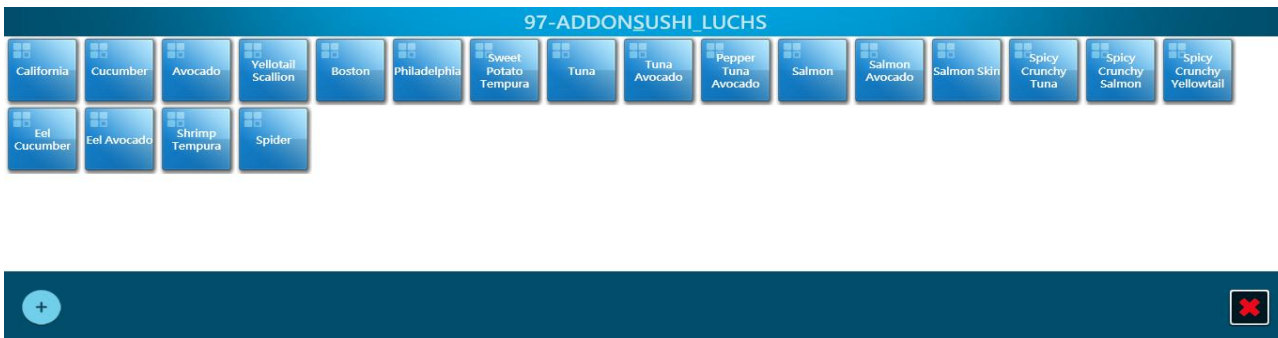 97-ADDONSUSHI_LUCHS
California
Cucumber
Avocado
Yellotail
Scallion
Boston
Philadelphia
Sweet
Potato
Tempura
Tuna
Tuna
Avocado
Pepper
Tuna
Avocado
Salmon
Salmon
Avocado
Salmon Skin
Spicy
Crunchy
Tuna
Spicy
Crunchy
Salmon
Spicy
Crunchy
Yellowtail
Eel
Cucumber
Eel Avocado
Shrimp
Tempura
Spider
+